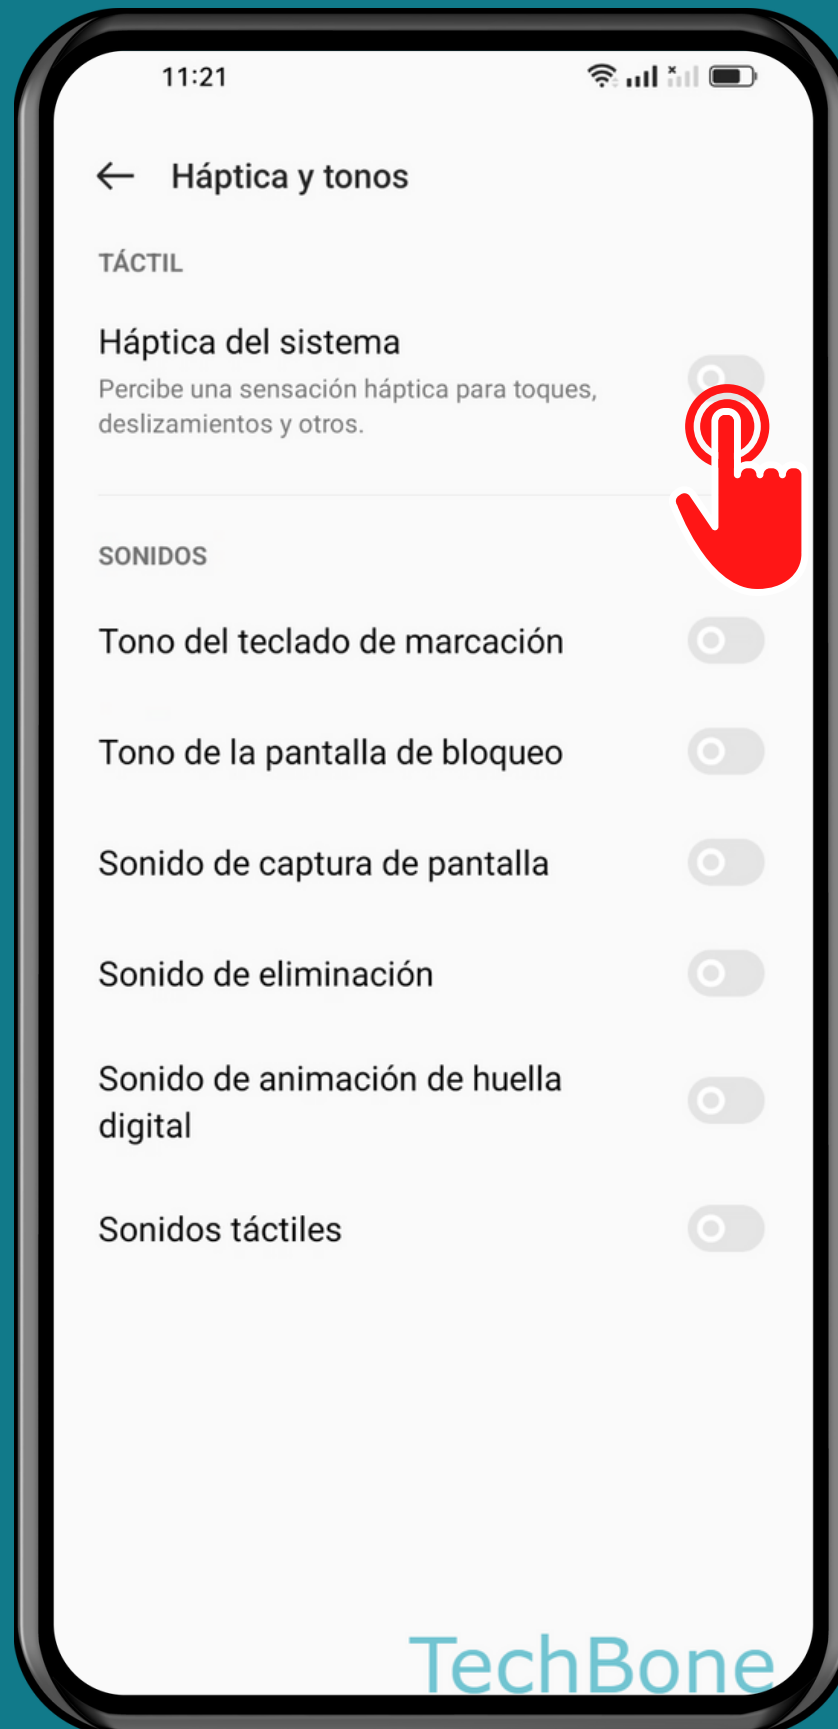 11:21
Háptica y tonos
TÁCTIL
Háptica del sistema
Percibe una sensación háptica para toques,
deslizamientos y otros.
SONIDOS
Tono del teclado de marcación
Tono de la pantalla de bloqueo
Sonido de captura de pantalla
Sonido de eliminación
Sonido de animación de huella
digital
Sonidos táctiles
TechBone